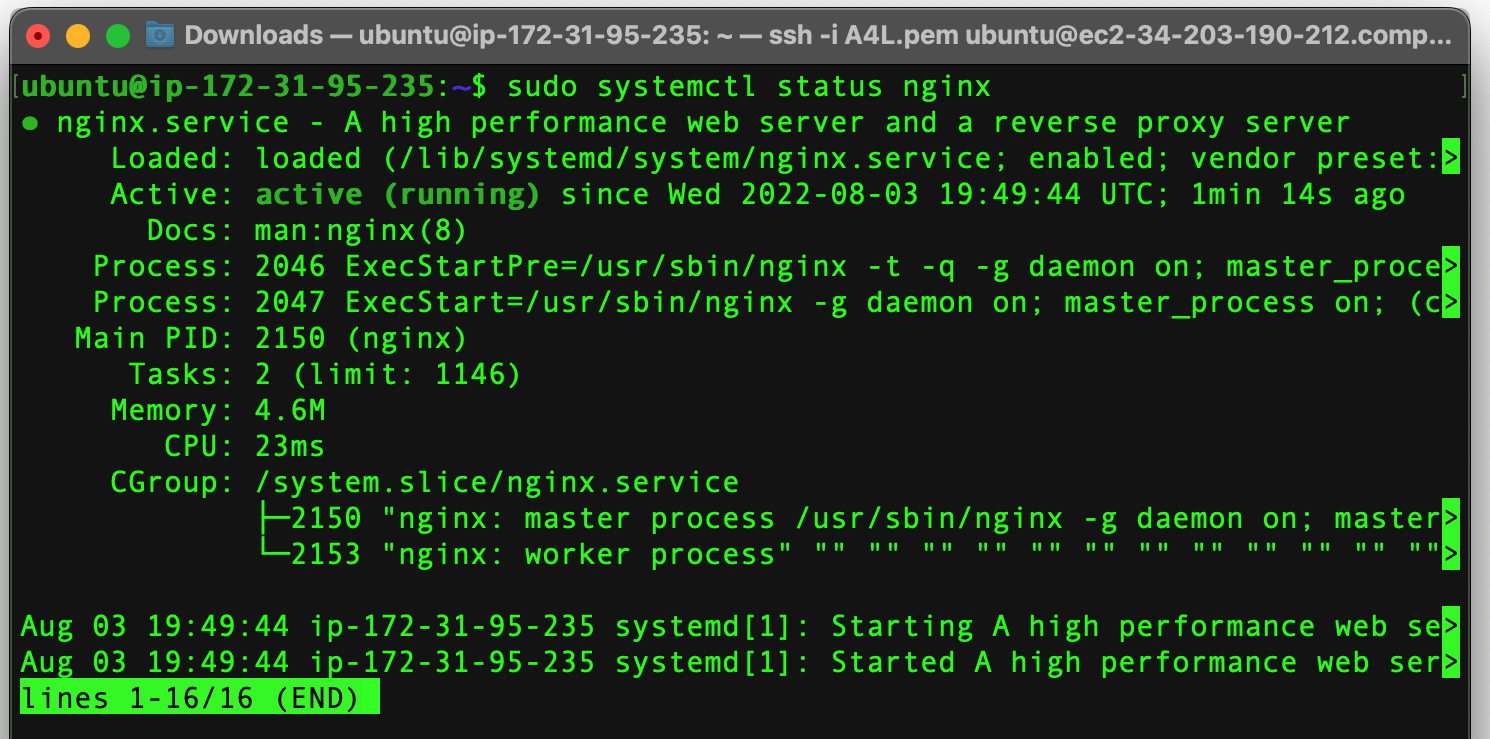 Downloads — ubuntu@ip-172-31-95-235: ~ — ssh -i A4L.pem ubuntu@ec2-34-203-190-212.comp...
[ubuntu@ip-172-31-95-235:~$ sudo systemctl status nginx ]
● nginx.service - A high performance web server and a reverse proxy server
     Loaded: loaded (/lib/systemd/system/nginx.service; enabled; vendor preset:>
     Active: active (running) since Wed 2022-08-03 19:49:44 UTC; 1min 14s ago
       Docs: man:nginx(8)
    Process: 2046 ExecStartPre=/usr/sbin/nginx -t -q -g daemon on; master_proce>
    Process: 2047 ExecStart=/usr/sbin/nginx -g daemon on; master_process on; (c>
   Main PID: 2150 (nginx)
      Tasks: 2 (limit: 1146)
     Memory: 4.6M
        CPU: 23ms
     CGroup: /system.slice/nginx.service
             ├─2150 "nginx: master process /usr/sbin/nginx -g daemon on; master>
             └─2153 "nginx: worker process" "" "" "" "" "" "" "" "" "" "" "" "">
Aug 03 19:49:44 ip-172-31-95-235 systemd[1]: Starting A high performance web se>
Aug 03 19:49:44 ip-172-31-95-235 systemd[1]: Started A high performance web ser>
lines 1-16/16 (END)